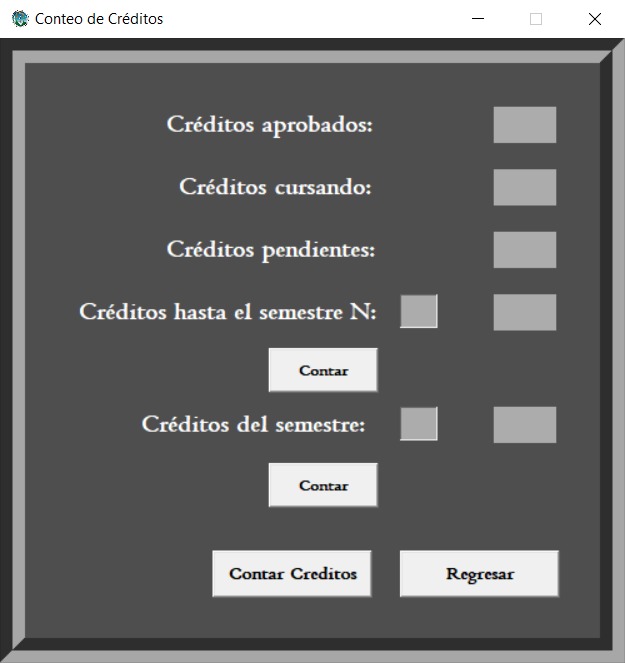 Conteo de Créditos
Créditos aprobados:
Créditos cursando:
Créditos pendientes:
Créditos hasta el semestre N:
Contar
Créditos del semestre:
Contar
Contar Creditos
Regresar